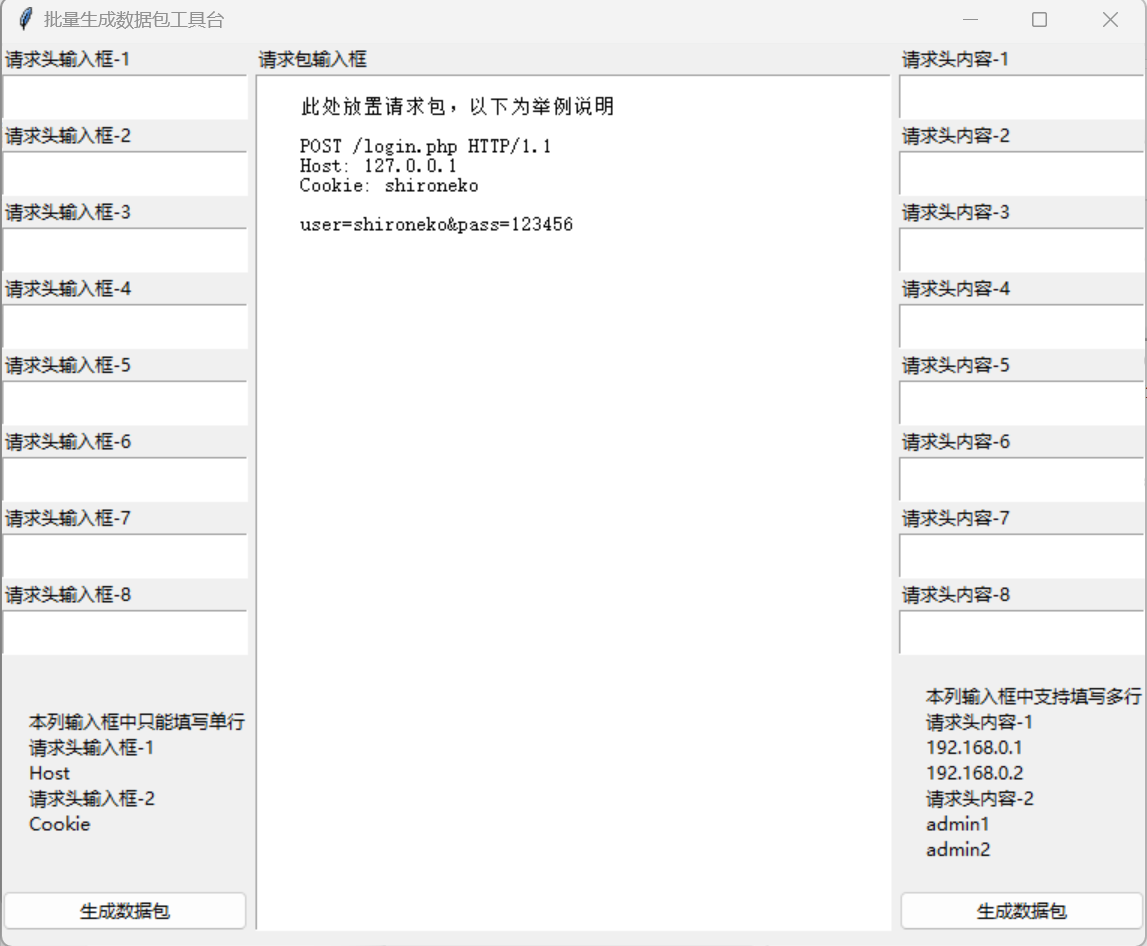 批量生成数据包工具台
请求头输入框-1
请求头输入框-2
请求头输入框-3
请求头输入框-4
请求头输入框-5
请求头输入框-6
请求头输入框-7
请求头输入框-8
本列输入框中只能填写单行
请求头输入框-1
Host
请求头输入框-2
Cookie
生成数据包
请求包输入框
此处放置请求包，以下为举例说明
POST /login.php HTTP/1.1
Host: 127.0.0.1
Cookie: shironeko
user=shironeko&pass=123456
请求头内容-1
请求头内容-2
请求头内容-3
请求头内容-4
请求头内容-5
请求头内容-6
请求头内容-7
请求头内容-8
本列输入框中支持填写多行
请求头内容-1
192.168.0.1
192.168.0.2
请求头内容-2
admin1
admin2
生成数据包